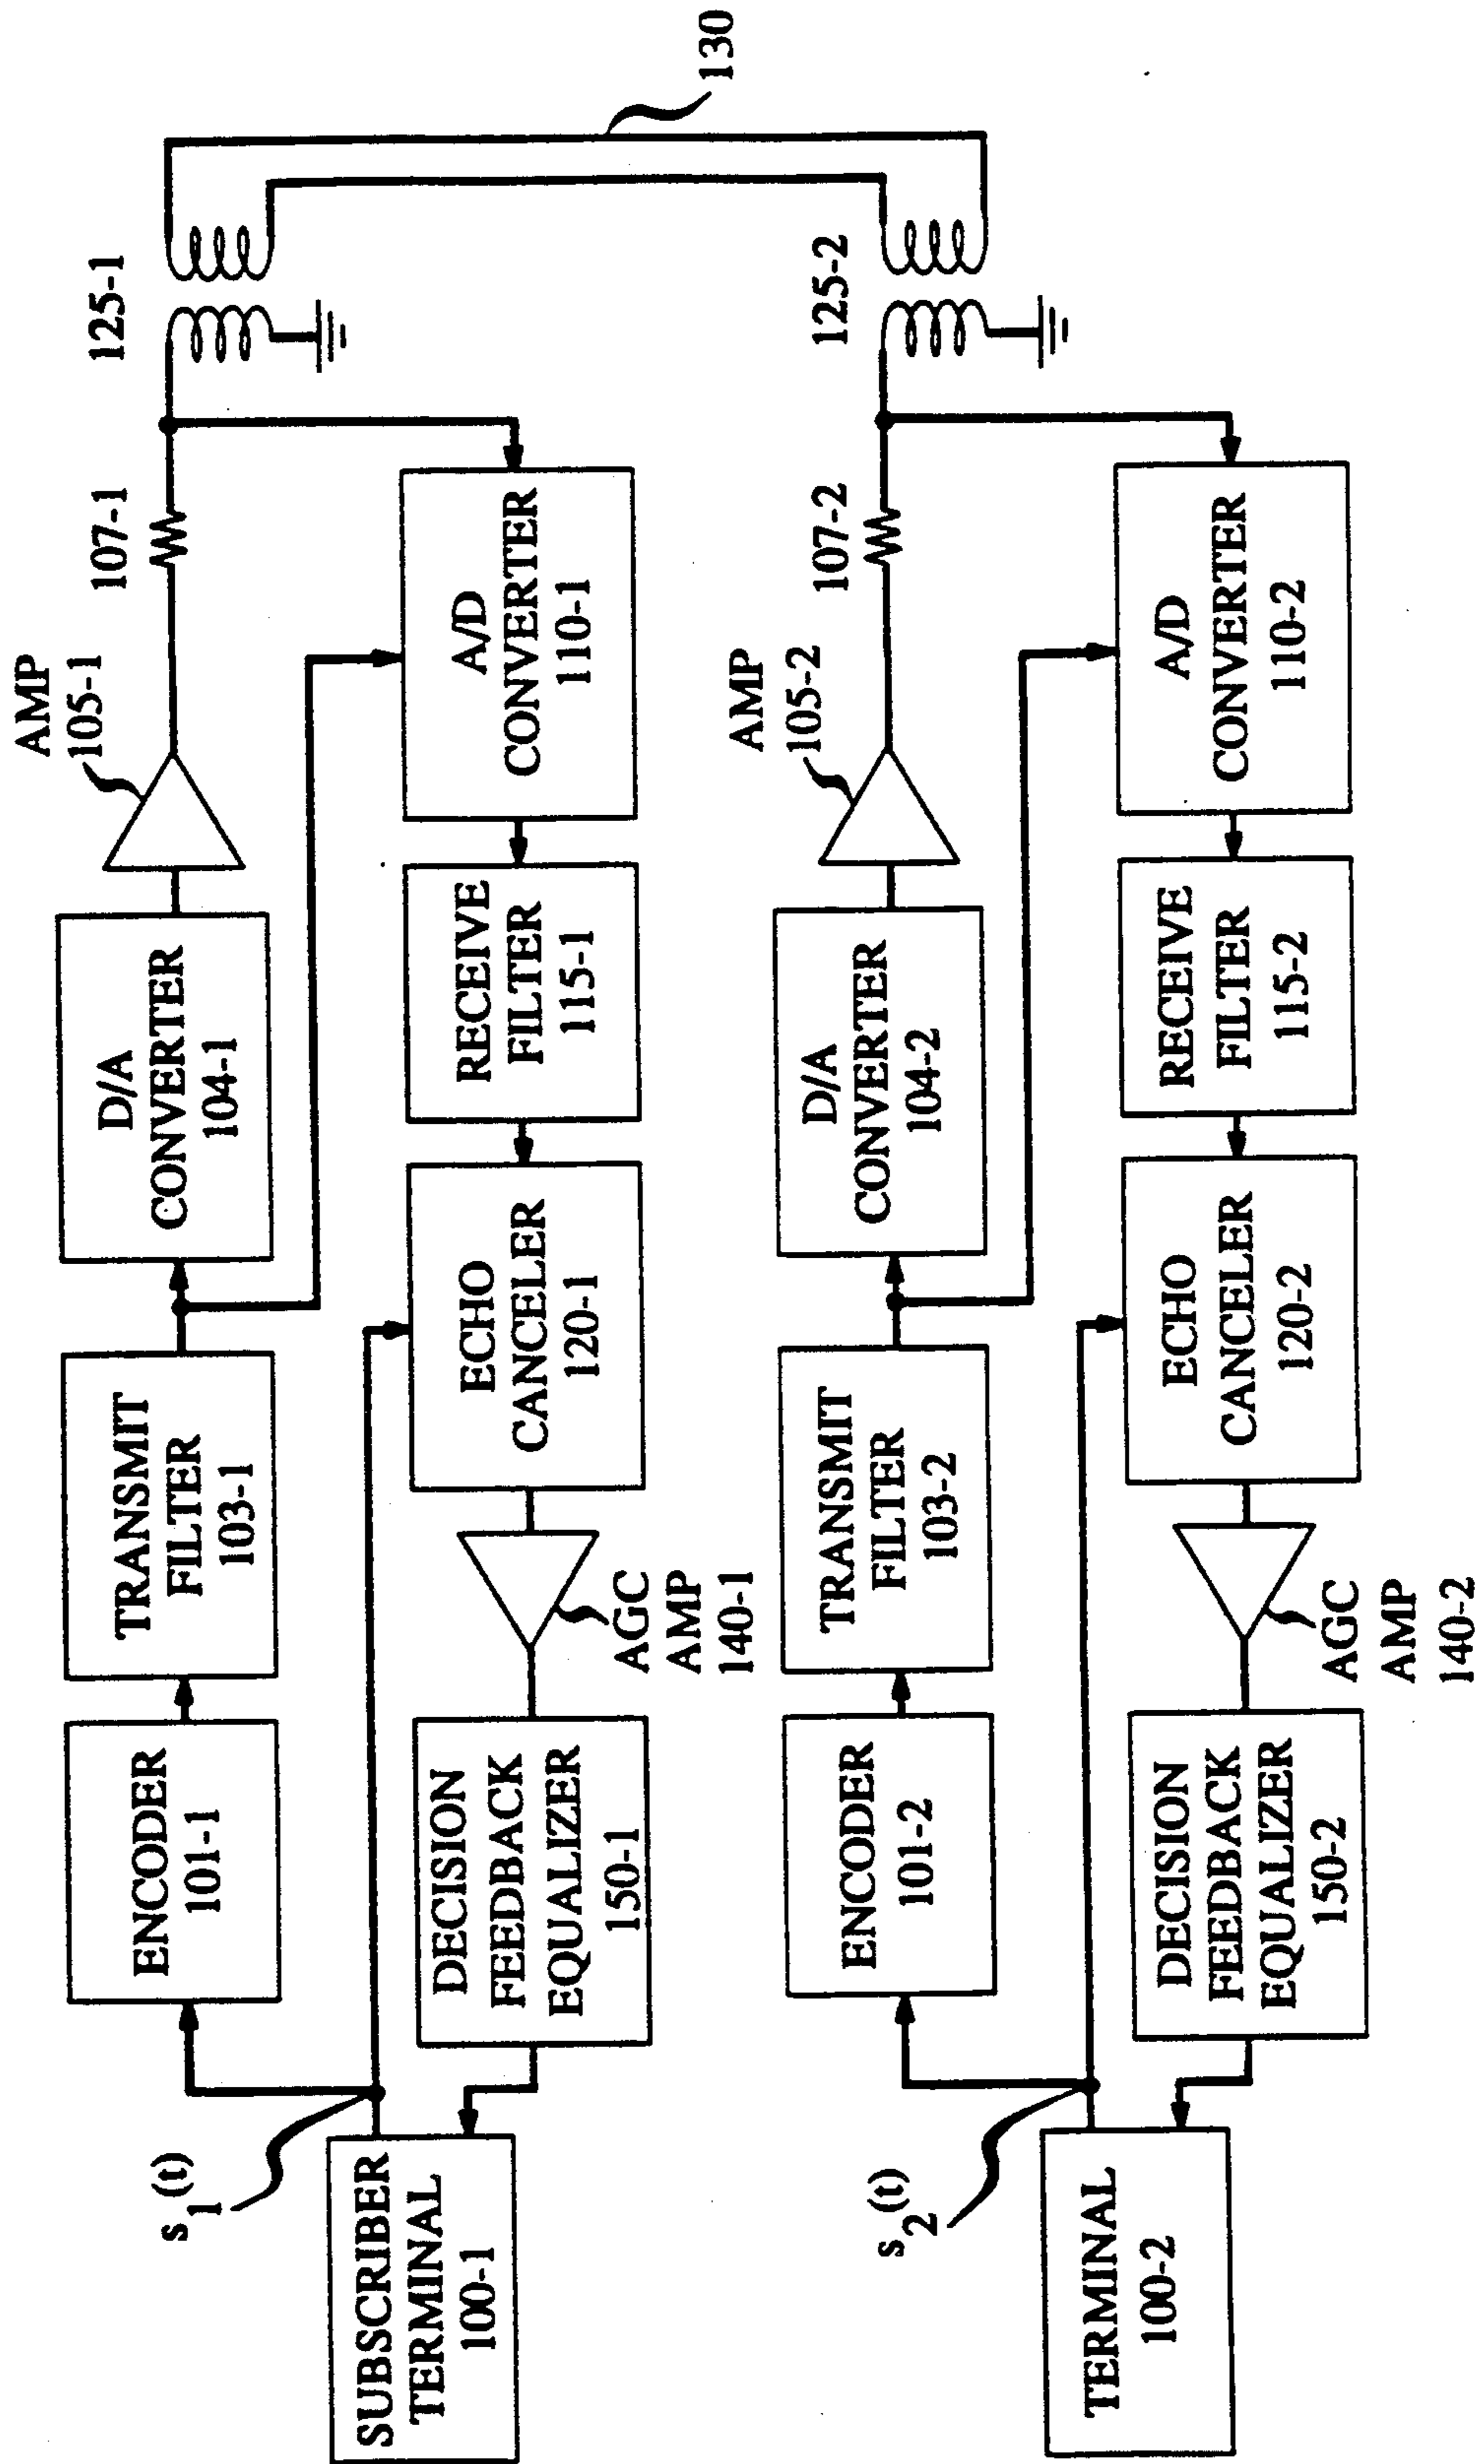 SUBSCRIBER
TERMINAL
100-1
s1(t)
ENCODER
101-1
TRANSMIT
FILTER
103-1
D/A
CONVERTER
104-1
AMP
105-1
107-1
125-1
130
A/D
CONVERTER
110-1
RECEIVE
FILTER
115-1
ECHO
CANCELER
120-1
AGC
AMP
140-1
DECISION
FEEDBACK
EQUALIZER
150-1
TERMINAL
100-2
s2(t)
ENCODER
101-2
TRANSMIT
FILTER
103-2
D/A
CONVERTER
104-2
AMP
105-2
107-2
125-2
A/D
CONVERTER
110-2
RECEIVE
FILTER
115-2
ECHO
CANCELER
120-2
AGC
AMP
140-2
DECISION
FEEDBACK
EQUALIZER
150-2